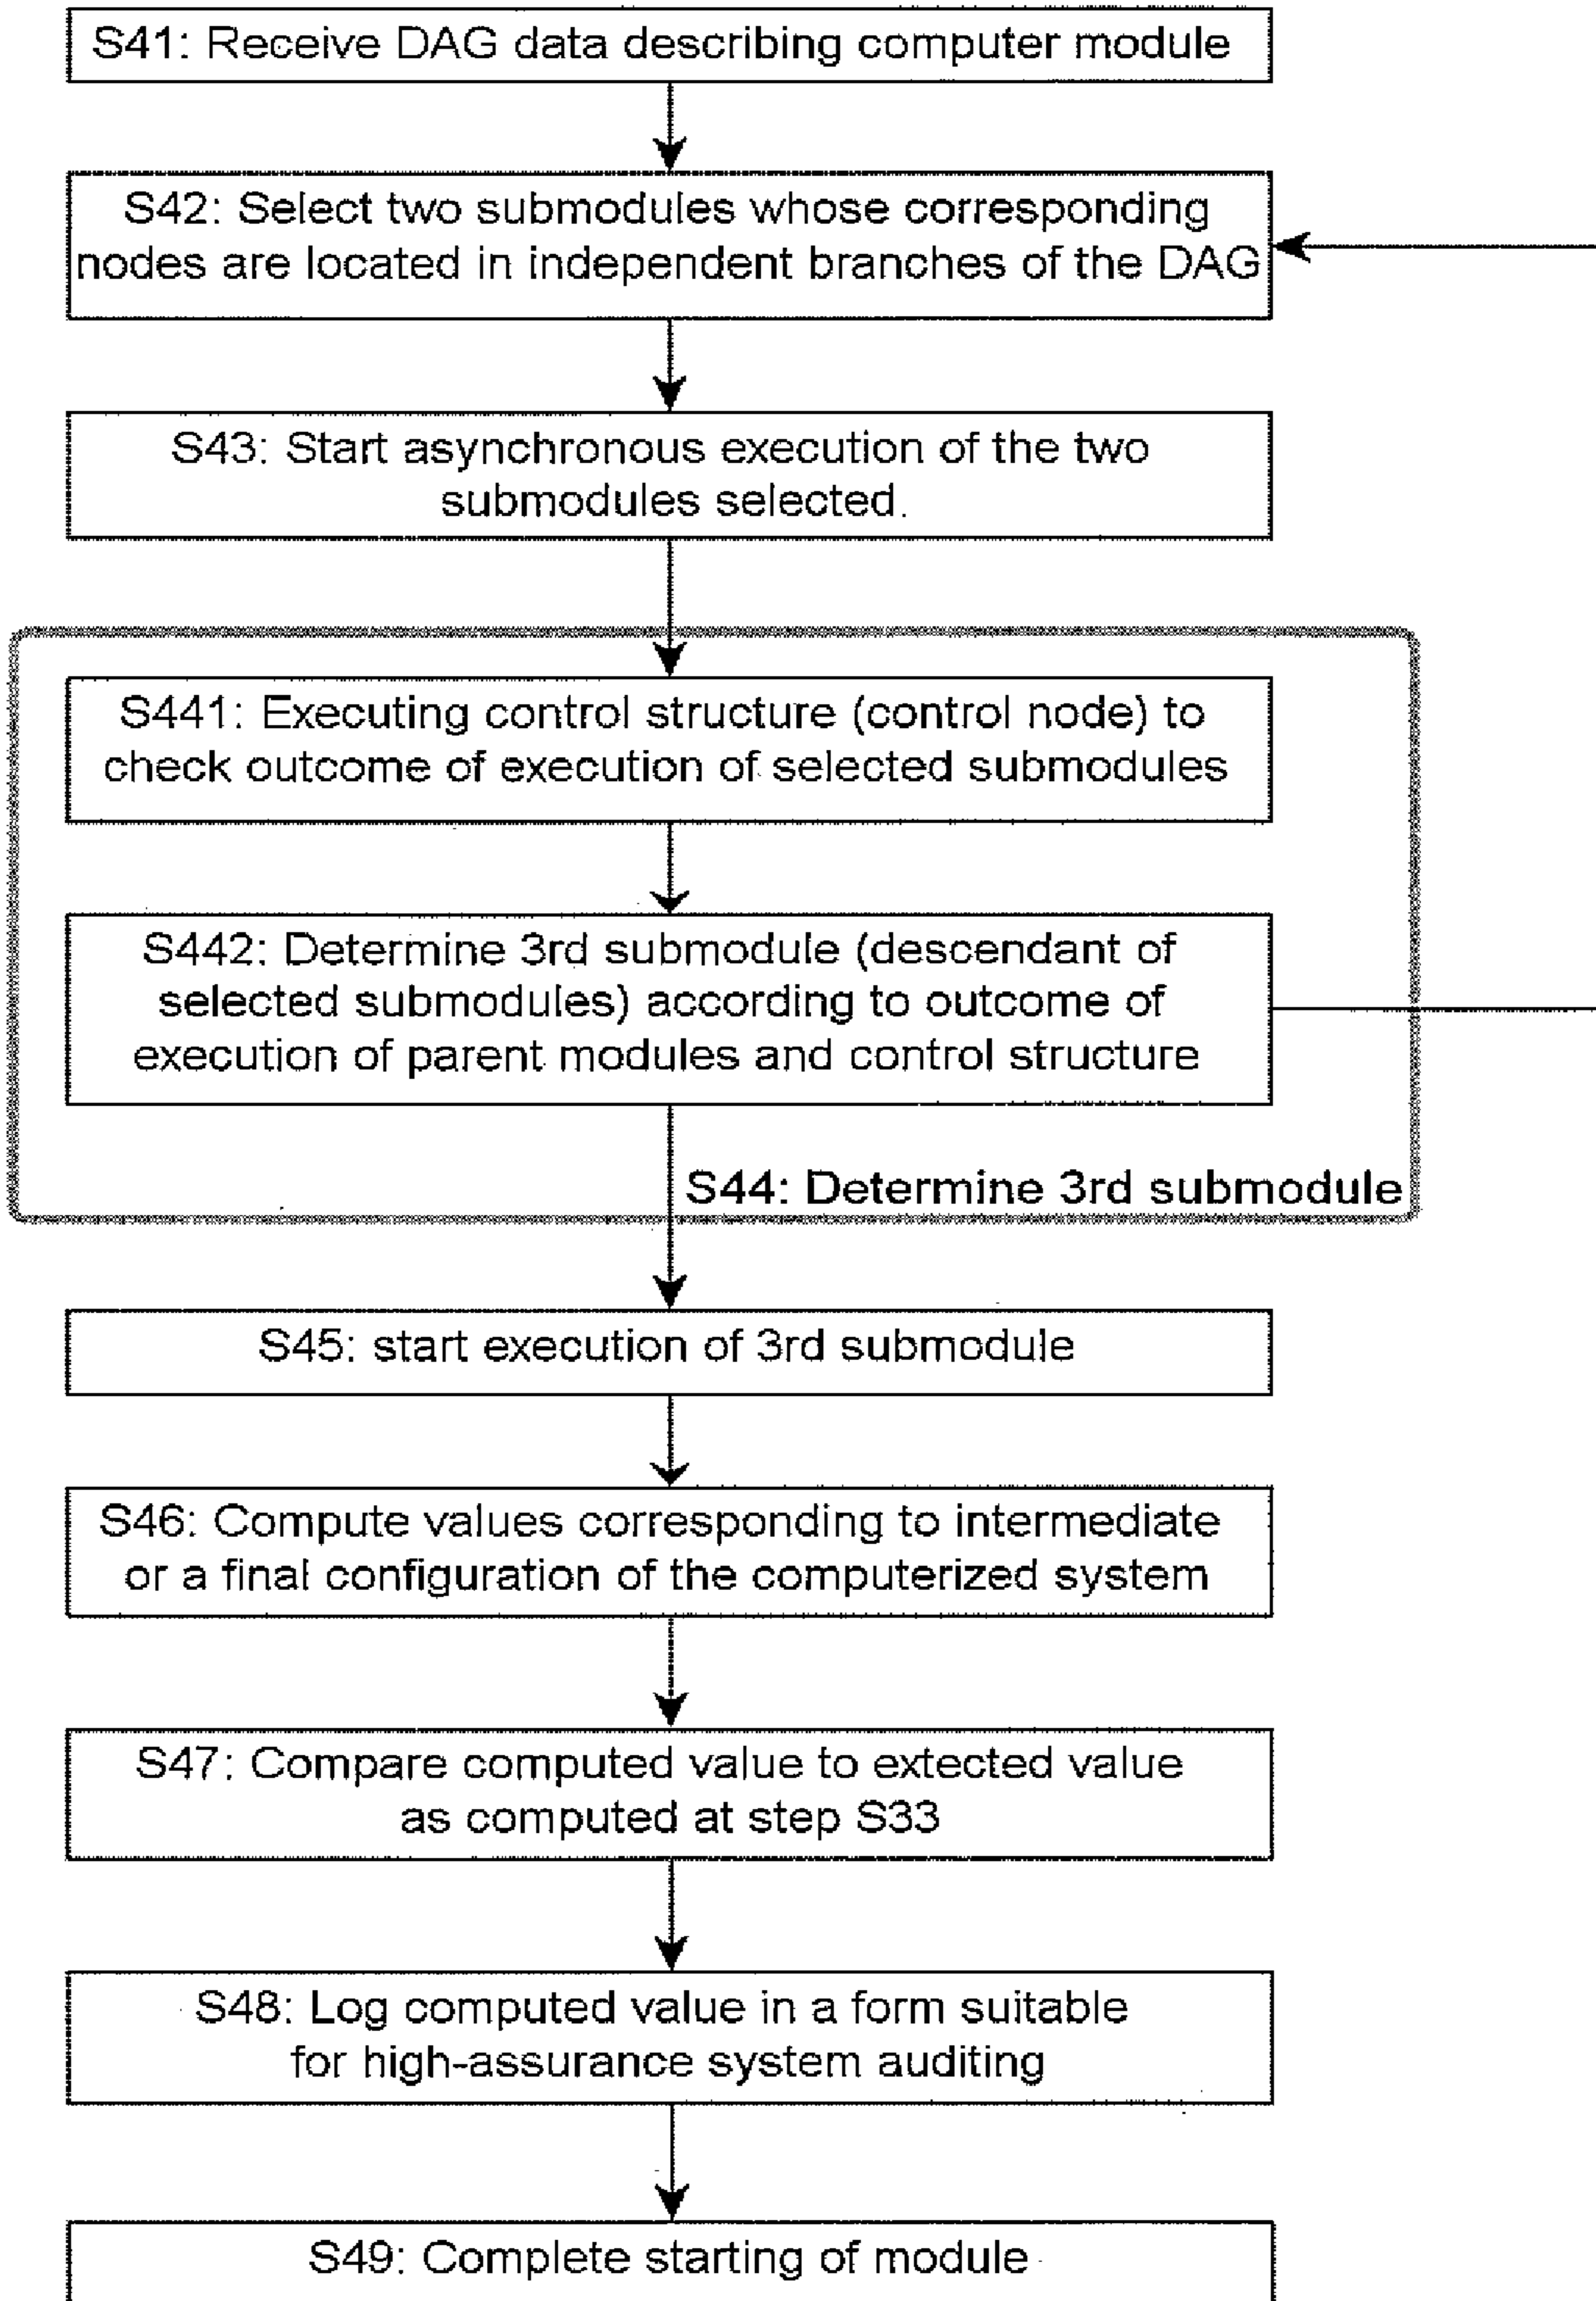 S41: Receive DAG data describing computer module
S42: Select two submodules whose corresponding
nodes are located in independent branches of the DAG
S43: Start asynchronous execution of the two
submodules selected.
S441: Executing control structure (control node) to
check outcome of execution of selected submodules
S442: Determine 3rd submodule (descendant of
selected submodules) according to outcome of
execution of parent modules and control structure
S44: Determine 3rd submodule
S45: start execution of 3rd submodule
S46: Compute values corresponding to intermediate
or a final configuration of the computerized system
S47: Compare computed value to extected value
as computed at step S33
S48: Log computed value in a form suitable
for high-assurance system auditing
S49: Complete starting of module